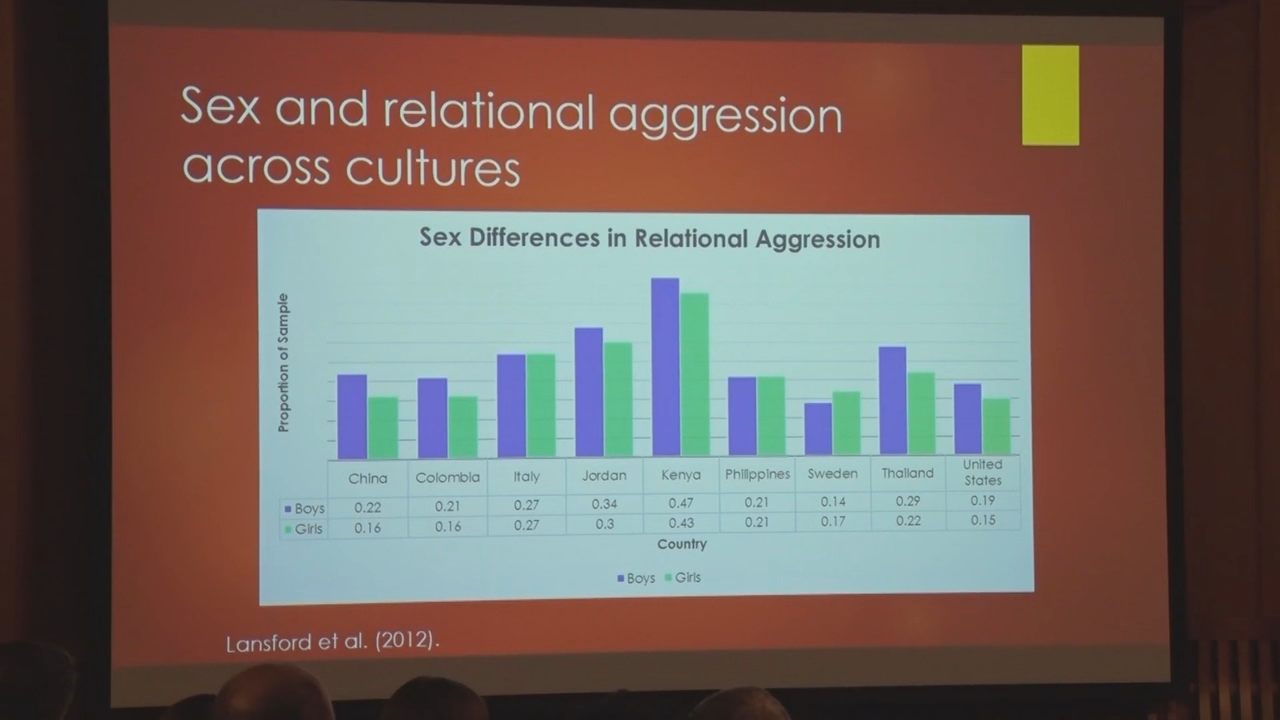 Sex and relational aggression
across cultures
Sex Differences in Relational Aggression
Proportion of Sample
China Colombia Italy Jordan Kenya Philippines Sweden Thailand United States
Boys 0.22 0.21 0.27 0.34 0.47 0.21 0.14 0.29 0.19
Girls 0.16 0.16 0.27 0.3 0.43 0.21 0.17 0.22 0.15
Country
Boys Girls
Lansford et al. (2012).